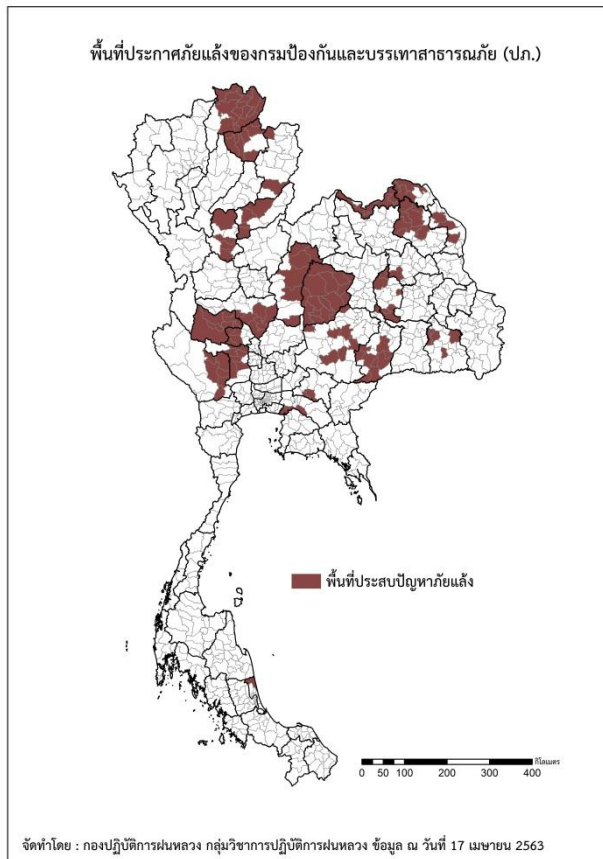 พื้นที่ประกาศภัยแล้งของกรมป้องกันและบรรเทาสาธารณภัย (ปภ.)
พื้นที่ประสบปัญหาภัยแล้ง
กิโลเมตร
0 50 100 200 300 400
จัดทำโดย : กองปฏิบัติการฝนหลวง กลุ่มวิชาการปฏิบัติการฝนหลวง ข้อมูล ณ วันที่ 17 เมษายน 2563